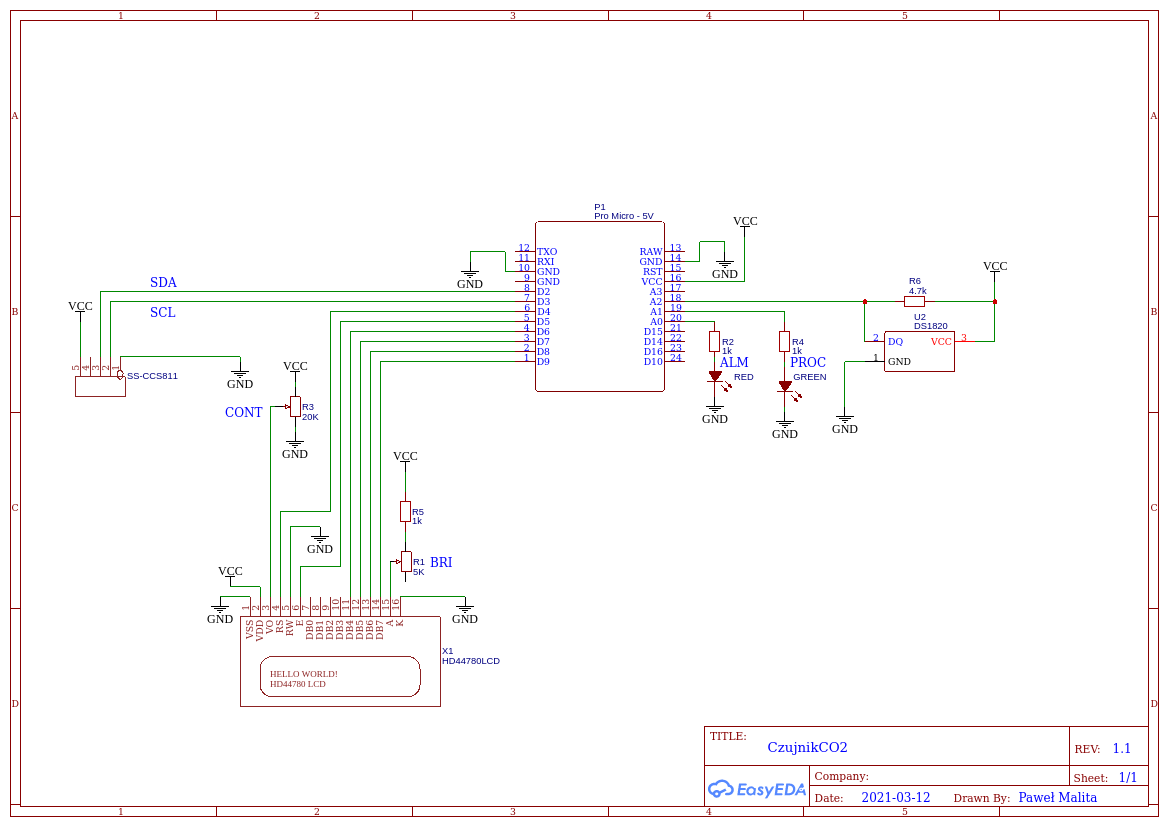 1 2 3 4 5
A A
B B
C C
D D
1 2 3 4 5
P1
Pro Micro - 5V
12 TXO
11 RXI
10 GND
9 GND
8 D2
7 D3
6 D4
5 D5
4 D6
3 D7
2 D8
1 D9
RAW 13
GND 14
RST 15
VCC 16
A3 17
A2 18
A1 19
A0 20
D15 21
D14 22
D16 23
D10 24
GND
VCC
GND
SDA
SCL
VCC
5 4 3 2 1
SS-CCS811
GND
VCC
CONT
R3
20K
GND
VCC
R5
1k
R1
5K
BRI
GND
VCC
GND
GND
1 2 3 4 5 6 7 8 9 10 11 12 13 14 15 16
VSS VDD VO RS RW E DB0 DB1 DB2 DB3 DB4 DB5 DB6 DB7 A K
X1
HD44780LCD
HELLO WORLD!
HD44780 LCD
R2
1k
ALM
RED
GND
R4
1k
PROC
GREEN
GND
VCC
R6
4.7k
U2
DS1820
2 DQ
VCC 3
1 GND
GND
TITLE:
CzujnikCO2
REV: 1.1
EasyEDA
Company:
Sheet: 1/1
Date: 2021-03-12 Drawn By: Paweł Malita